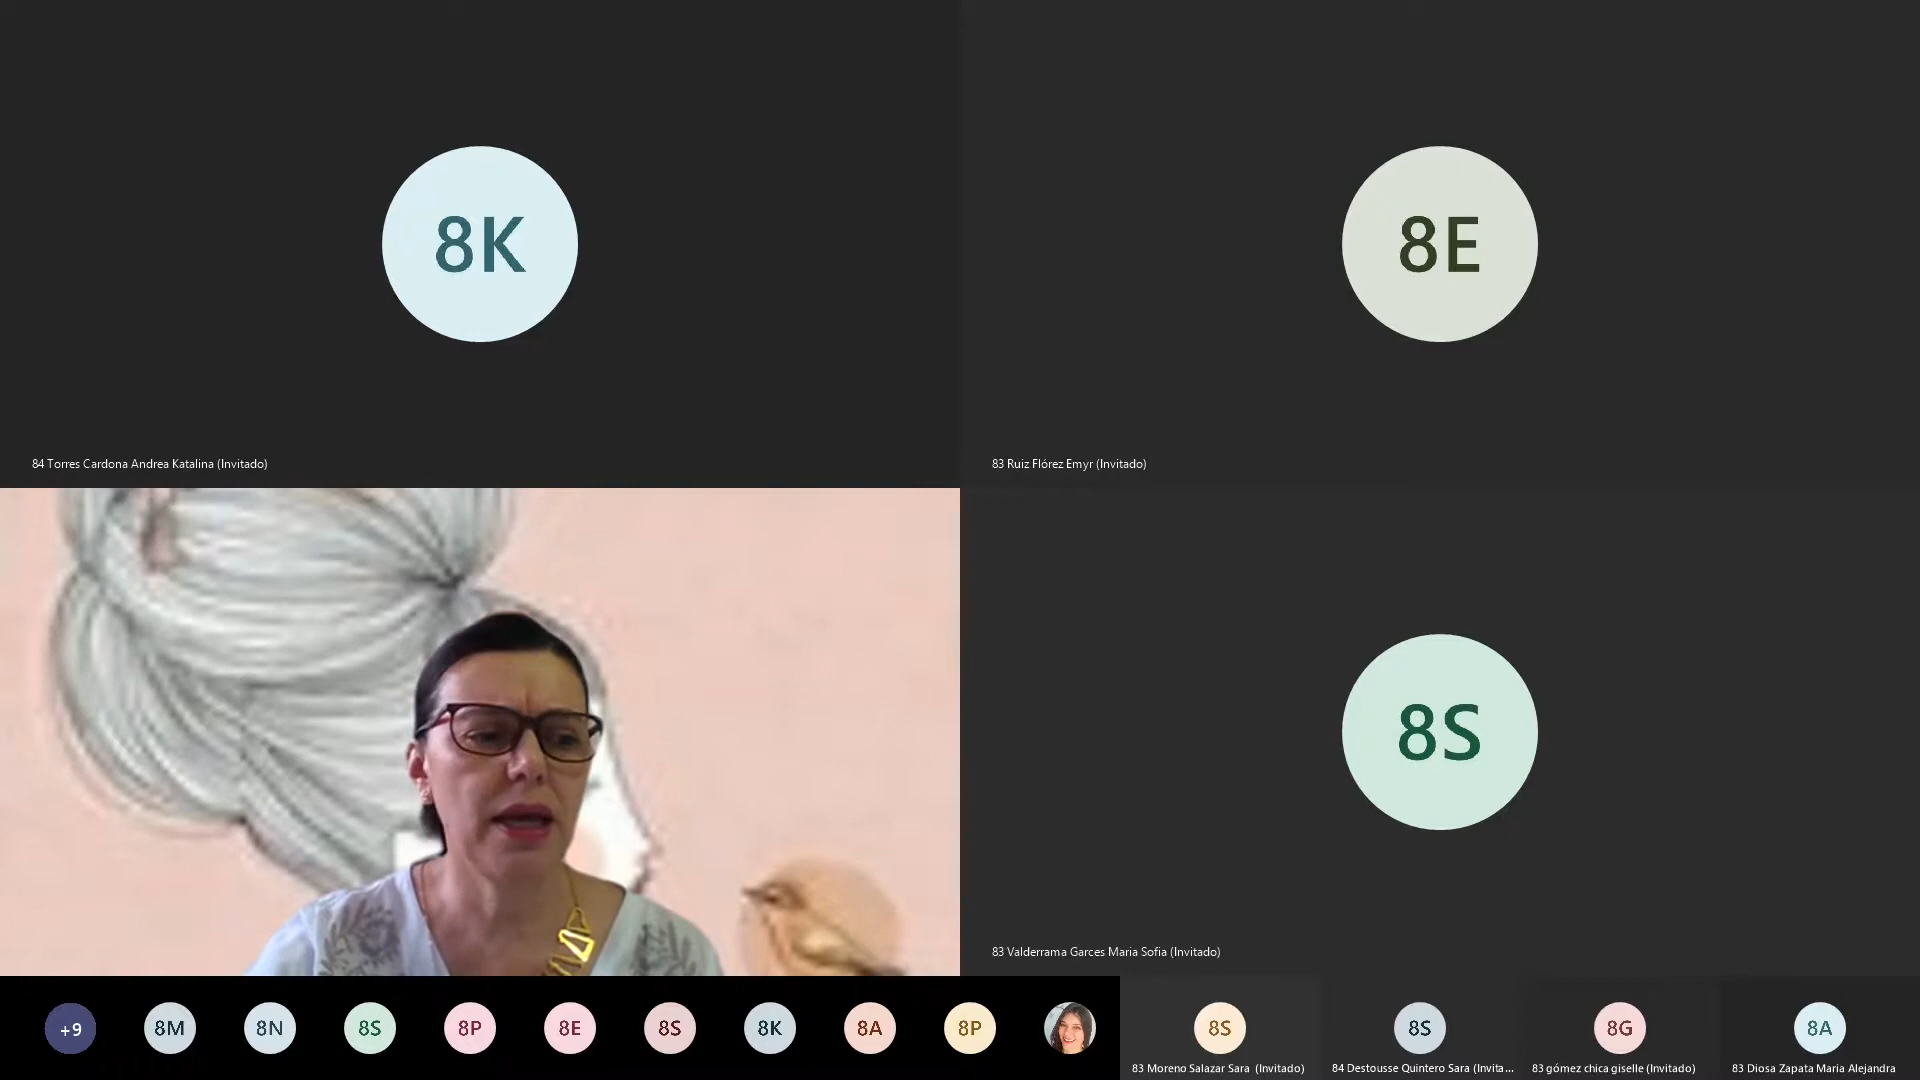 8K
84 Torres Cardona Andrea Katalina (Invitado)
8E
83 Ruiz Flórez Emyr (Invitado)
8S
83 Valderrama Garces Maria Sofia (Invitado)
+9
8M
8N
8S
8P
8E
8S
8K
8A
8P
8S
83 Moreno Salazar Sara (Invitado)
8S
84 Destousse Quintero Sara (Invita...
8G
83 gómez chica giselle (Invitado)
8A
83 Diosa Zapata Maria Alejandra